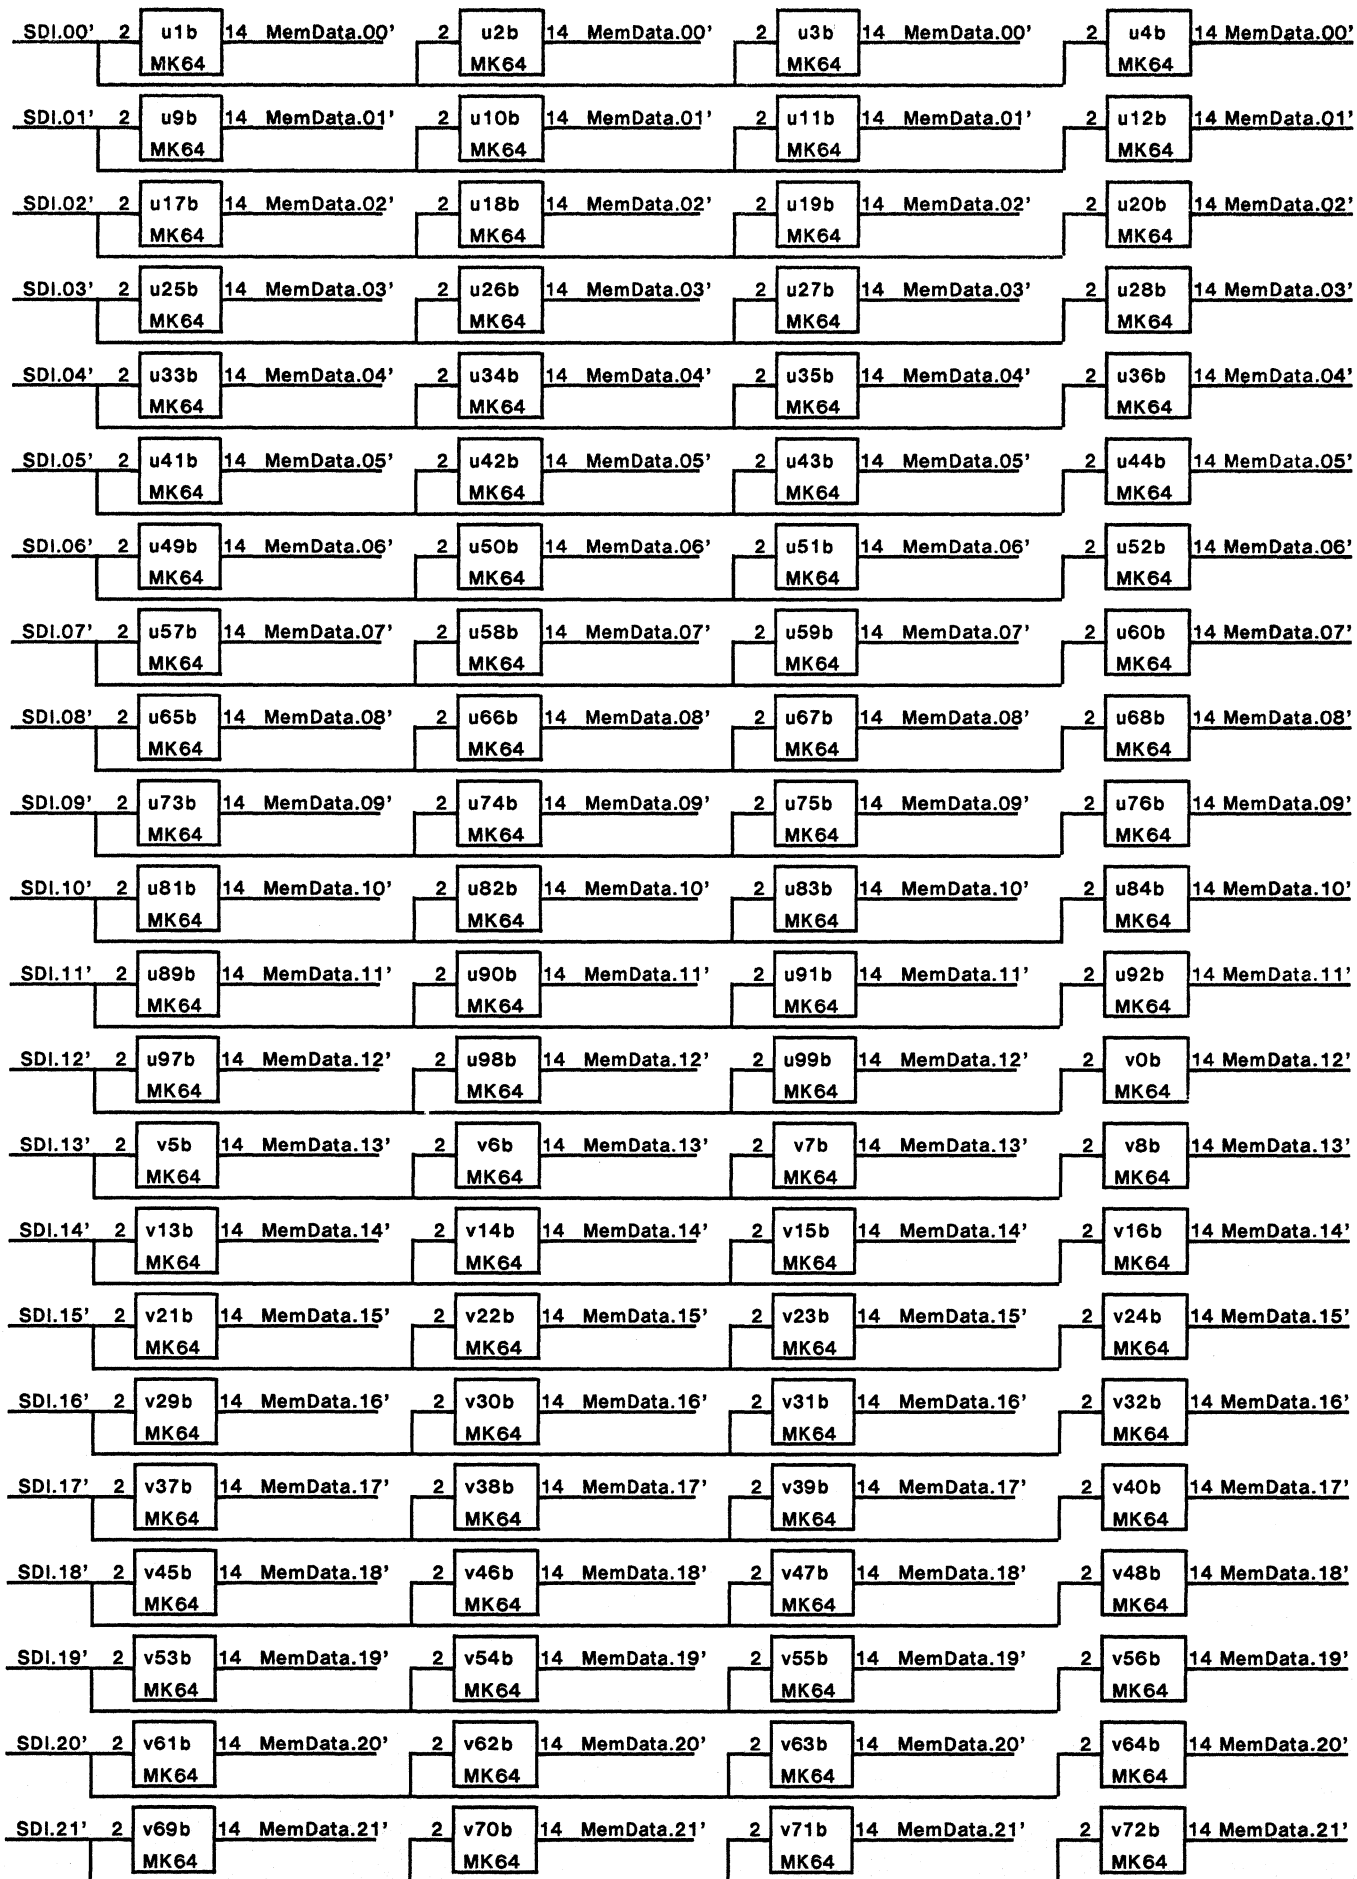 SDI.00' 2 u1b 14 MemData.00' 2 u2b 14 MemData.00' 2 u3b 14 MemData.00' 2 u4b 14 MemData.00'
MK64 MK64 MK64 MK64
SDI.01' 2 u9b 14 MemData.01' 2 u10b 14 MemData.01' 2 u11b 14 MemData.01' 2 u12b 14 MemData.01'
MK64 MK64 MK64 MK64
SDI.02' 2 u17b 14 MemData.02' 2 u18b 14 MemData.02' 2 u19b 14 MemData.02' 2 u20b 14 MemData.02'
MK64 MK64 MK64 MK64
SDI.03' 2 u25b 14 MemData.03' 2 u26b 14 MemData.03' 2 u27b 14 MemData.03' 2 u28b 14 MemData.03'
MK64 MK64 MK64 MK64
SDI.04' 2 u33b 14 MemData.04' 2 u34b 14 MemData.04' 2 u35b 14 MemData.04' 2 u36b 14 MemData.04'
MK64 MK64 MK64 MK64
SDI.05' 2 u41b 14 MemData.05' 2 u42b 14 MemData.05' 2 u43b 14 MemData.05' 2 u44b 14 MemData.05'
MK64 MK64 MK64 MK64
SDI.06' 2 u49b 14 MemData.06' 2 u50b 14 MemData.06' 2 u51b 14 MemData.06' 2 u52b 14 MemData.06'
MK64 MK64 MK64 MK64
SDI.07' 2 u57b 14 MemData.07' 2 u58b 14 MemData.07' 2 u59b 14 MemData.07' 2 u60b 14 MemData.07'
MK64 MK64 MK64 MK64
SDI.08' 2 u65b 14 MemData.08' 2 u66b 14 MemData.08' 2 u67b 14 MemData.08' 2 u68b 14 MemData.08'
MK64 MK64 MK64 MK64
SDI.09' 2 u73b 14 MemData.09' 2 u74b 14 MemData.09' 2 u75b 14 MemData.09' 2 u76b 14 MemData.09'
MK64 MK64 MK64 MK64
SDI.10' 2 u81b 14 MemData.10' 2 u82b 14 MemData.10' 2 u83b 14 MemData.10' 2 u84b 14 MemData.10'
MK64 MK64 MK64 MK64
SDI.11' 2 u89b 14 MemData.11' 2 u90b 14 MemData.11' 2 u91b 14 MemData.11' 2 u92b 14 MemData.11'
MK64 MK64 MK64 MK64
SDI.12' 2 u97b 14 MemData.12' 2 u98b 14 MemData.12' 2 u99b 14 MemData.12' 2 v0b 14 MemData.12'
MK64 MK64 MK64 MK64
SDI.13' 2 v5b 14 MemData.13' 2 v6b 14 MemData.13' 2 v7b 14 MemData.13' 2 v8b 14 MemData.13'
MK64 MK64 MK64 MK64
SDI.14' 2 v13b 14 MemData.14' 2 v14b 14 MemData.14' 2 v15b 14 MemData.14' 2 v16b 14 MemData.14'
MK64 MK64 MK64 MK64
SDI.15' 2 v21b 14 MemData.15' 2 v22b 14 MemData.15' 2 v23b 14 MemData.15' 2 v24b 14 MemData.15'
MK64 MK64 MK64 MK64
SDI.16' 2 v29b 14 MemData.16' 2 v30b 14 MemData.16' 2 v31b 14 MemData.16' 2 v32b 14 MemData.16'
MK64 MK64 MK64 MK64
SDI.17' 2 v37b 14 MemData.17' 2 v38b 14 MemData.17' 2 v39b 14 MemData.17' 2 v40b 14 MemData.17'
MK64 MK64 MK64 MK64
SDI.18' 2 v45b 14 MemData.18' 2 v46b 14 MemData.18' 2 v47b 14 MemData.18' 2 v48b 14 MemData.18'
MK64 MK64 MK64 MK64
SDI.19' 2 v53b 14 MemData.19' 2 v54b 14 MemData.19' 2 v55b 14 MemData.19' 2 v56b 14 MemData.19'
MK64 MK64 MK64 MK64
SDI.20' 2 v61b 14 MemData.20' 2 v62b 14 MemData.20' 2 v63b 14 MemData.20' 2 v64b 14 MemData.20'
MK64 MK64 MK64 MK64
SDI.21' 2 v69b 14 MemData.21' 2 v70b 14 MemData.21' 2 v71b 14 MemData.21' 2 v72b 14 MemData.21'
MK64 MK64 MK64 MK64